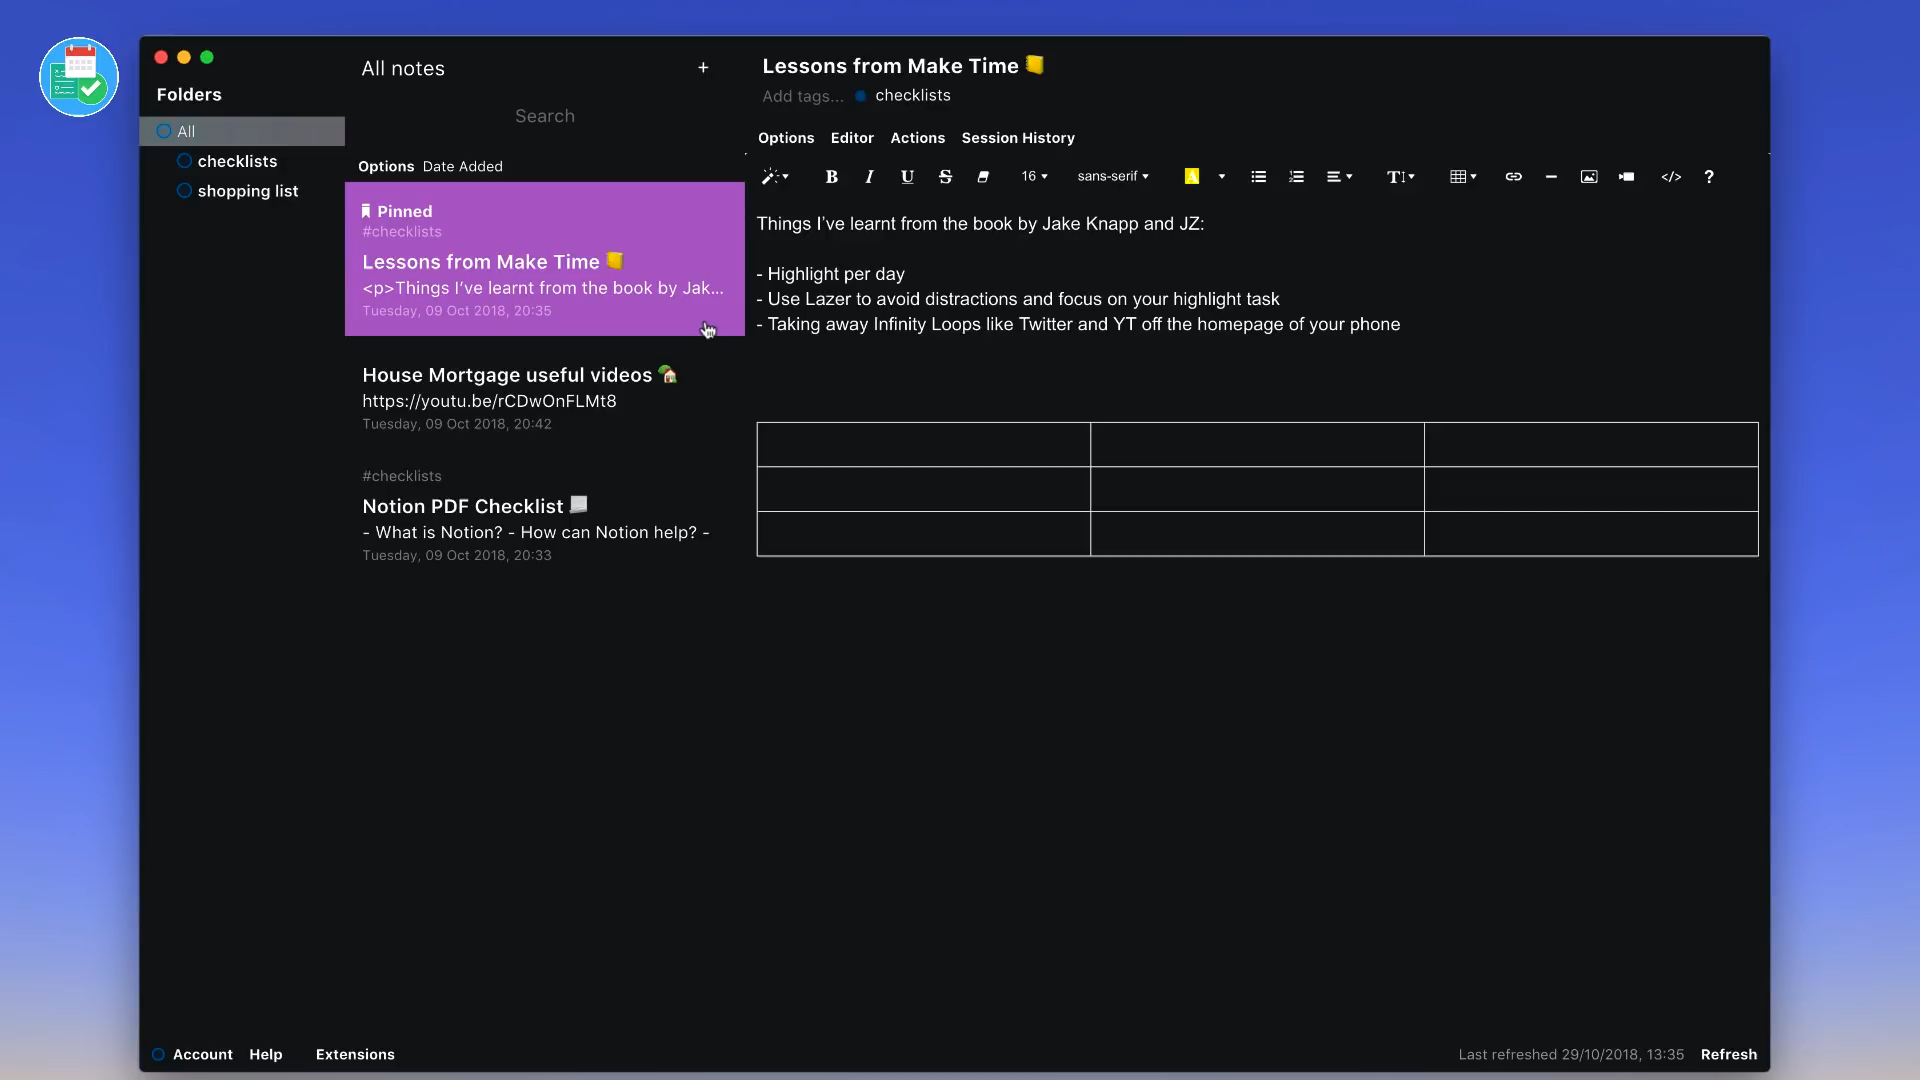 Folders
All
checklists
shopping list
All notes +
Search
Options Date Added
Pinned
#checklists
Lessons from Make Time
<p>Things I've learnt from the book by Jak...
Tuesday, 09 Oct 2018, 20:35
House Mortgage useful videos
https://youtu.be/rCDwOnFLMt8
Tuesday, 09 Oct 2018, 20:42
#checklists
Notion PDF Checklist
- What is Notion? - How can Notion help? -
Tuesday, 09 Oct 2018, 20:33
Lessons from Make Time
Add tags... checklists
Options Editor Actions Session History
B I U S 16 sans-serif A T </> ?
Things I’ve learnt from the book by Jake Knapp and JZ:
- Highlight per day
- Use Lazer to avoid distractions and focus on your highlight task
- Taking away Infinity Loops like Twitter and YT off the homepage of your phone
Account Help Extensions
Last refreshed 29/10/2018, 13:35 Refresh